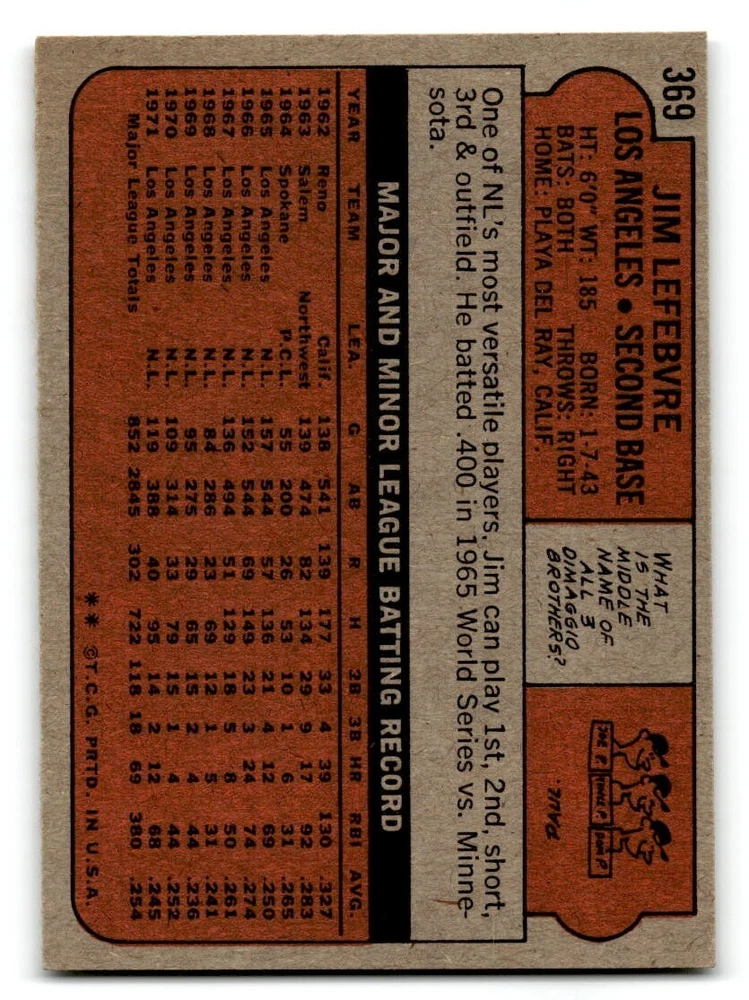 369
JIM LEFEBVRE
LOS ANGELES • SECOND BASE
HT: 6'0" WT: 185 BORN: 1-7-43
BATS: BOTH THROWS: RIGHT
HOME: PLAYA DEL RAY, CALIF.
WHAT
IS THE
MIDDLE
NAME OF
ALL 3
DIMAGGIO
BROTHERS?
JOE P. VINCE P. DOM P.
PAUL.
One of NL's most versatile players, Jim can play 1st, 2nd, short,
3rd & outfield. He batted .400 in 1965 World Series vs. Minne-
sota.
MAJOR AND MINOR LEAGUE BATTING RECORD
YEAR TEAM LEA. G AB R H 2B 3B HR RBI AVG.
1962 Reno Calif. 138 541 139 177 33 4 39 130 .327
1963 Salem Northwest 139 474 82 134 29 9 17 92 .283
1964 Spokane P.C.L. 55 200 26 53 10 1 6 31 .265
1965 Los Angeles N.L. 157 544 57 136 21 4 12 69 .250
1966 Los Angeles N.L. 152 544 69 149 23 3 24 74 .274
1967 Los Angeles N.L. 136 494 51 129 18 5 8 50 .261
1968 Los Angeles N.L. 84 286 23 69 12 1 5 31 .241
1969 Los Angeles N.L. 95 275 29 65 15 2 4 44 .236
1970 Los Angeles N.L. 109 314 33 79 15 1 4 44 .252
1971 Los Angeles N.L. 119 388 40 95 14 2 12 68 .245
Major League Totals 852 2845 302 722 118 18 69 380 .254
** ©T.C.G. PRTD. IN U.S.A.